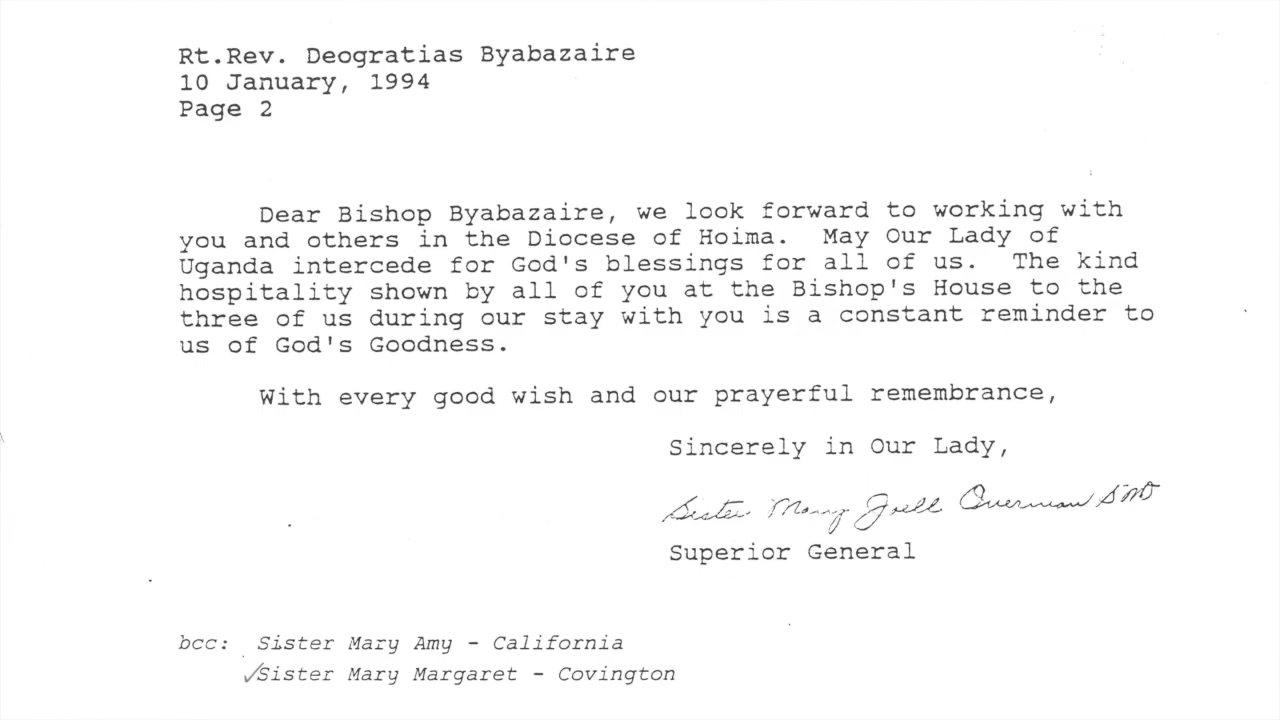 Rt.Rev. Deogratias Byabazaire
10 January, 1994
Page 2
Dear Bishop Byabazaire, we look forward to working with
you and others in the Diocese of Hoima. May Our Lady of
Uganda intercede for God's blessings for all of us. The kind
hospitality shown by all of you at the Bishop's House to the
three of us during our stay with you is a constant reminder to
us of God's Goodness.
With every good wish and our prayerful remembrance,
Sincerely in Our Lady,
Sister Mary Joell Overman SND
Superior General
bcc: Sister Mary Amy - California
✓Sister Mary Margaret - Covington